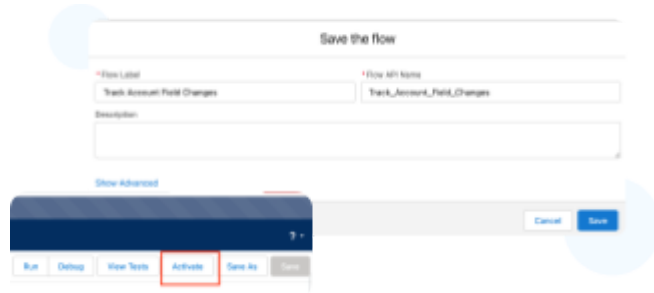 Save the flow
*Flow Label
*Flow API Name
Track Account Field Changes
Track_Account_Field_Changes
Description
Show Advanced
Cancel
Save
?
Run
Debug
View Tests
Activate
Save As
Save